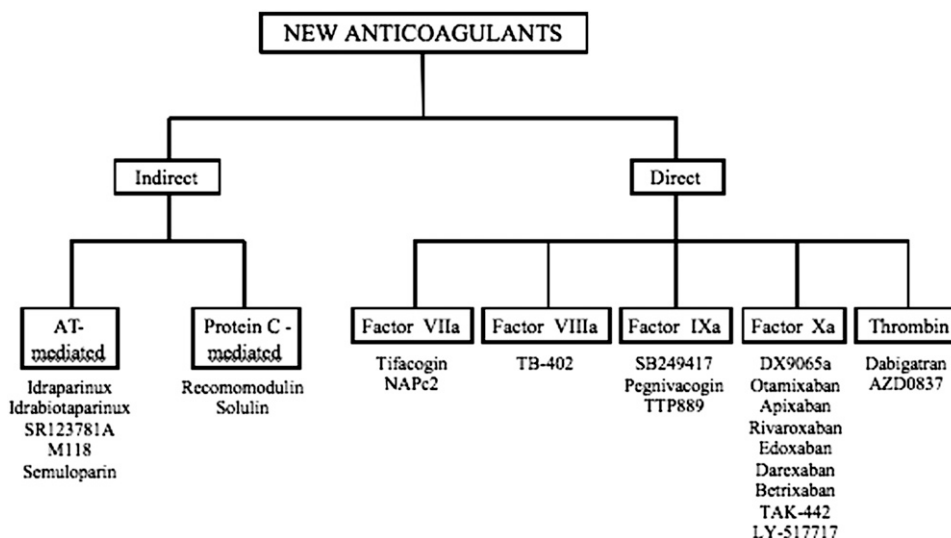 NEW ANTICOAGULANTS
Indirect
Direct
AT-
mediated
Protein C -
mediated
Factor VIIa
Factor VIIIa
Factor IXa
Factor Xa
Thrombin
Idraparinux
Idrabiotaparinux
SR123781A
M118
Semuloparin
Recomomodulin
Solulin
Tifacogin
NAPc2
TB-402
SB249417
Pegnivacogin
TTP889
DX9065a
Otamixaban
Apixaban
Rivaroxaban
Edoxaban
Darexaban
Betrixaban
TAK-442
LY-517717
Dabigatran
AZD0837